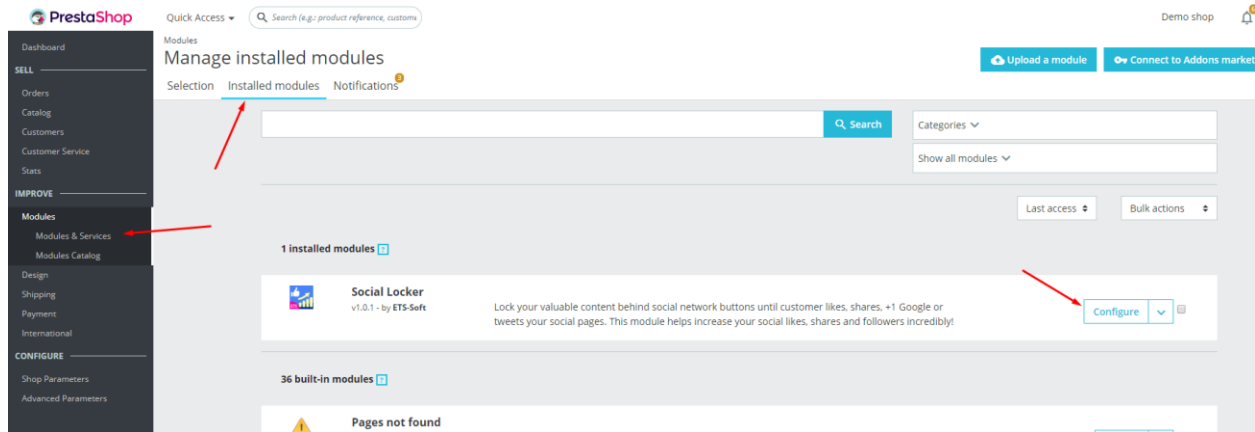 PrestaShop
Quick Access
Search (e.g.: product reference, custome
Demo shop
Dashboard
SELL
Orders
Catalog
Customers
Customer Service
Stats
IMPROVE
Modules
Modules & Services
Modules Catalog
Design
Shipping
Payment
International
CONFIGURE
Shop Parameters
Advanced Parameters
Modules
Manage installed modules
Upload a module
Connect to Addons market
Selection Installed modules Notifications 3
Search
Categories
Show all modules
Last access
Bulk actions
1 installed modules ?
Social Locker
v1.0.1 - by ETS-Soft
Lock your valuable content behind social network buttons until customer likes, shares, +1 Google or
tweets your social pages. This module helps increase your social likes, shares and followers incredibly!
Configure
36 built-in modules ?
Pages not found